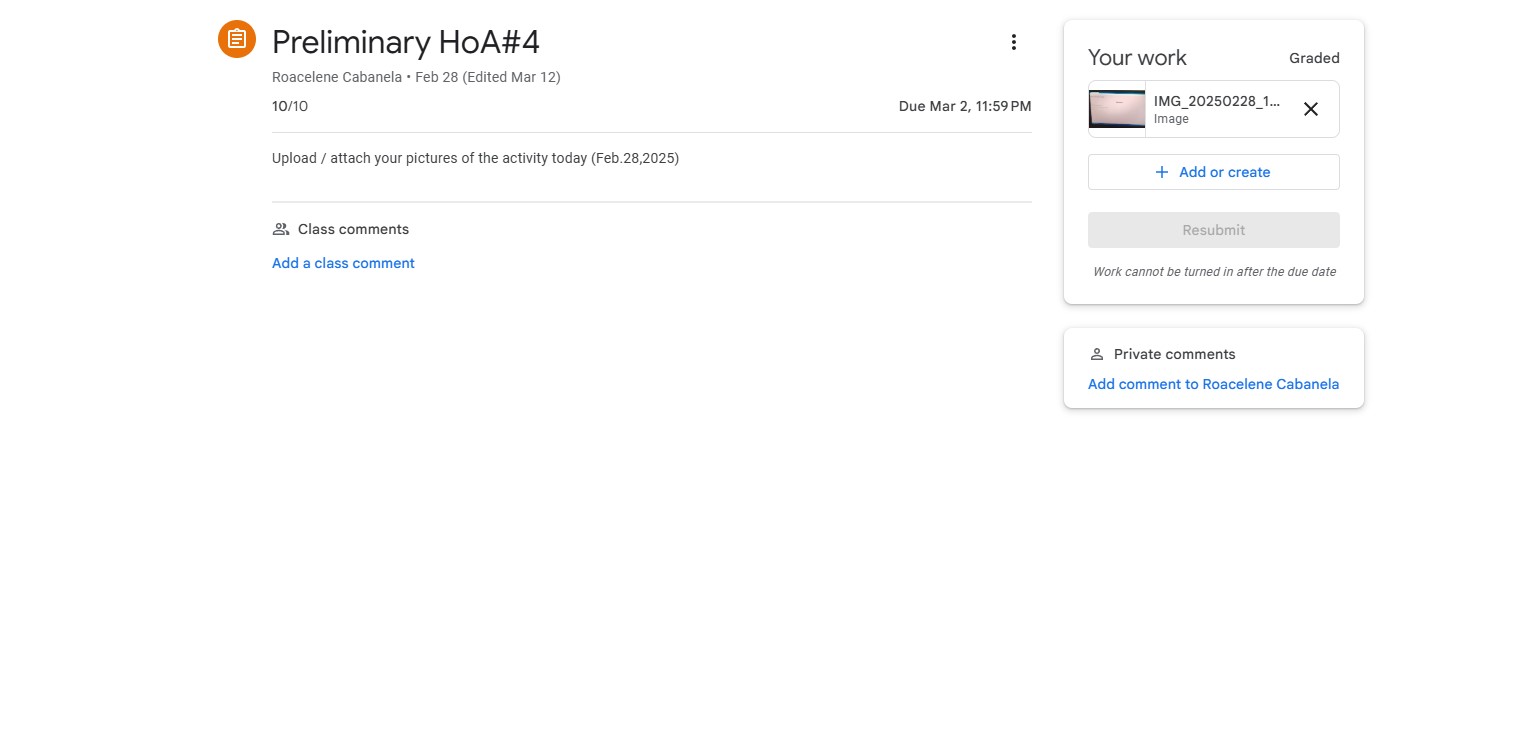 Preliminary HoA#4
Roacelene Cabanela • Feb 28 (Edited Mar 12)
10/10
Due Mar 2, 11:59 PM
Upload / attach your pictures of the activity today (Feb.28,2025)
Class comments
Add a class comment
Your work
Graded
IMG_20250228_1...
Image
Add or create
Resubmit
Work cannot be turned in after the due date
Private comments
Add comment to Roacelene Cabanela